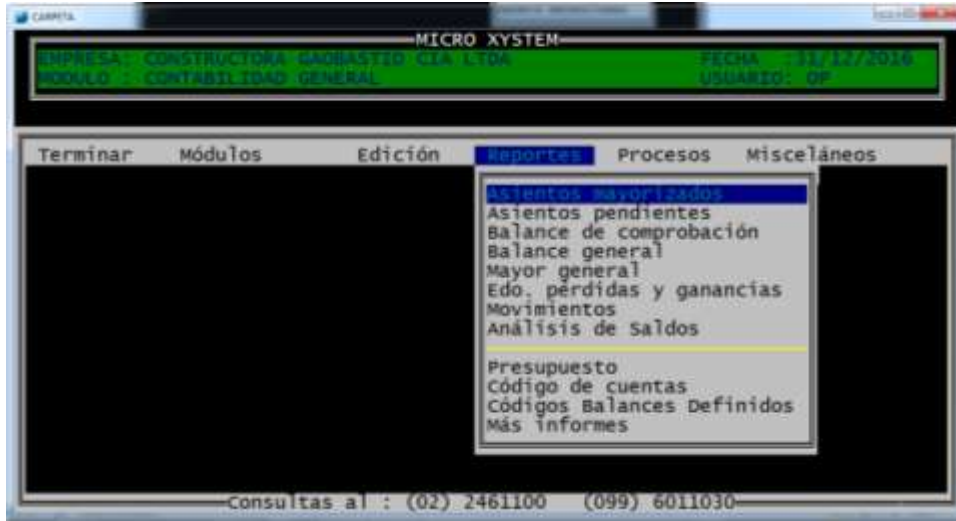 CARPETA
MICRO XYSTEM
EMPRESA: CONSTRUCTORA GAOBASTID CIA LTDA FECHA :31/12/2016
MODULO : CONTABILIDAD GENERAL USUARIO: OP
Terminar Módulos Edición Reportes Procesos Misceláneos
Asientos mayorizados
Asientos pendientes
Balance de comprobación
Balance general
Mayor general
Edo. pérdidas y ganancias
Movimientos
Análisis de Saldos
Presupuesto
Código de cuentas
Códigos Balances Definidos
Más informes
Consultas al : (02) 2461100 (099) 6011030